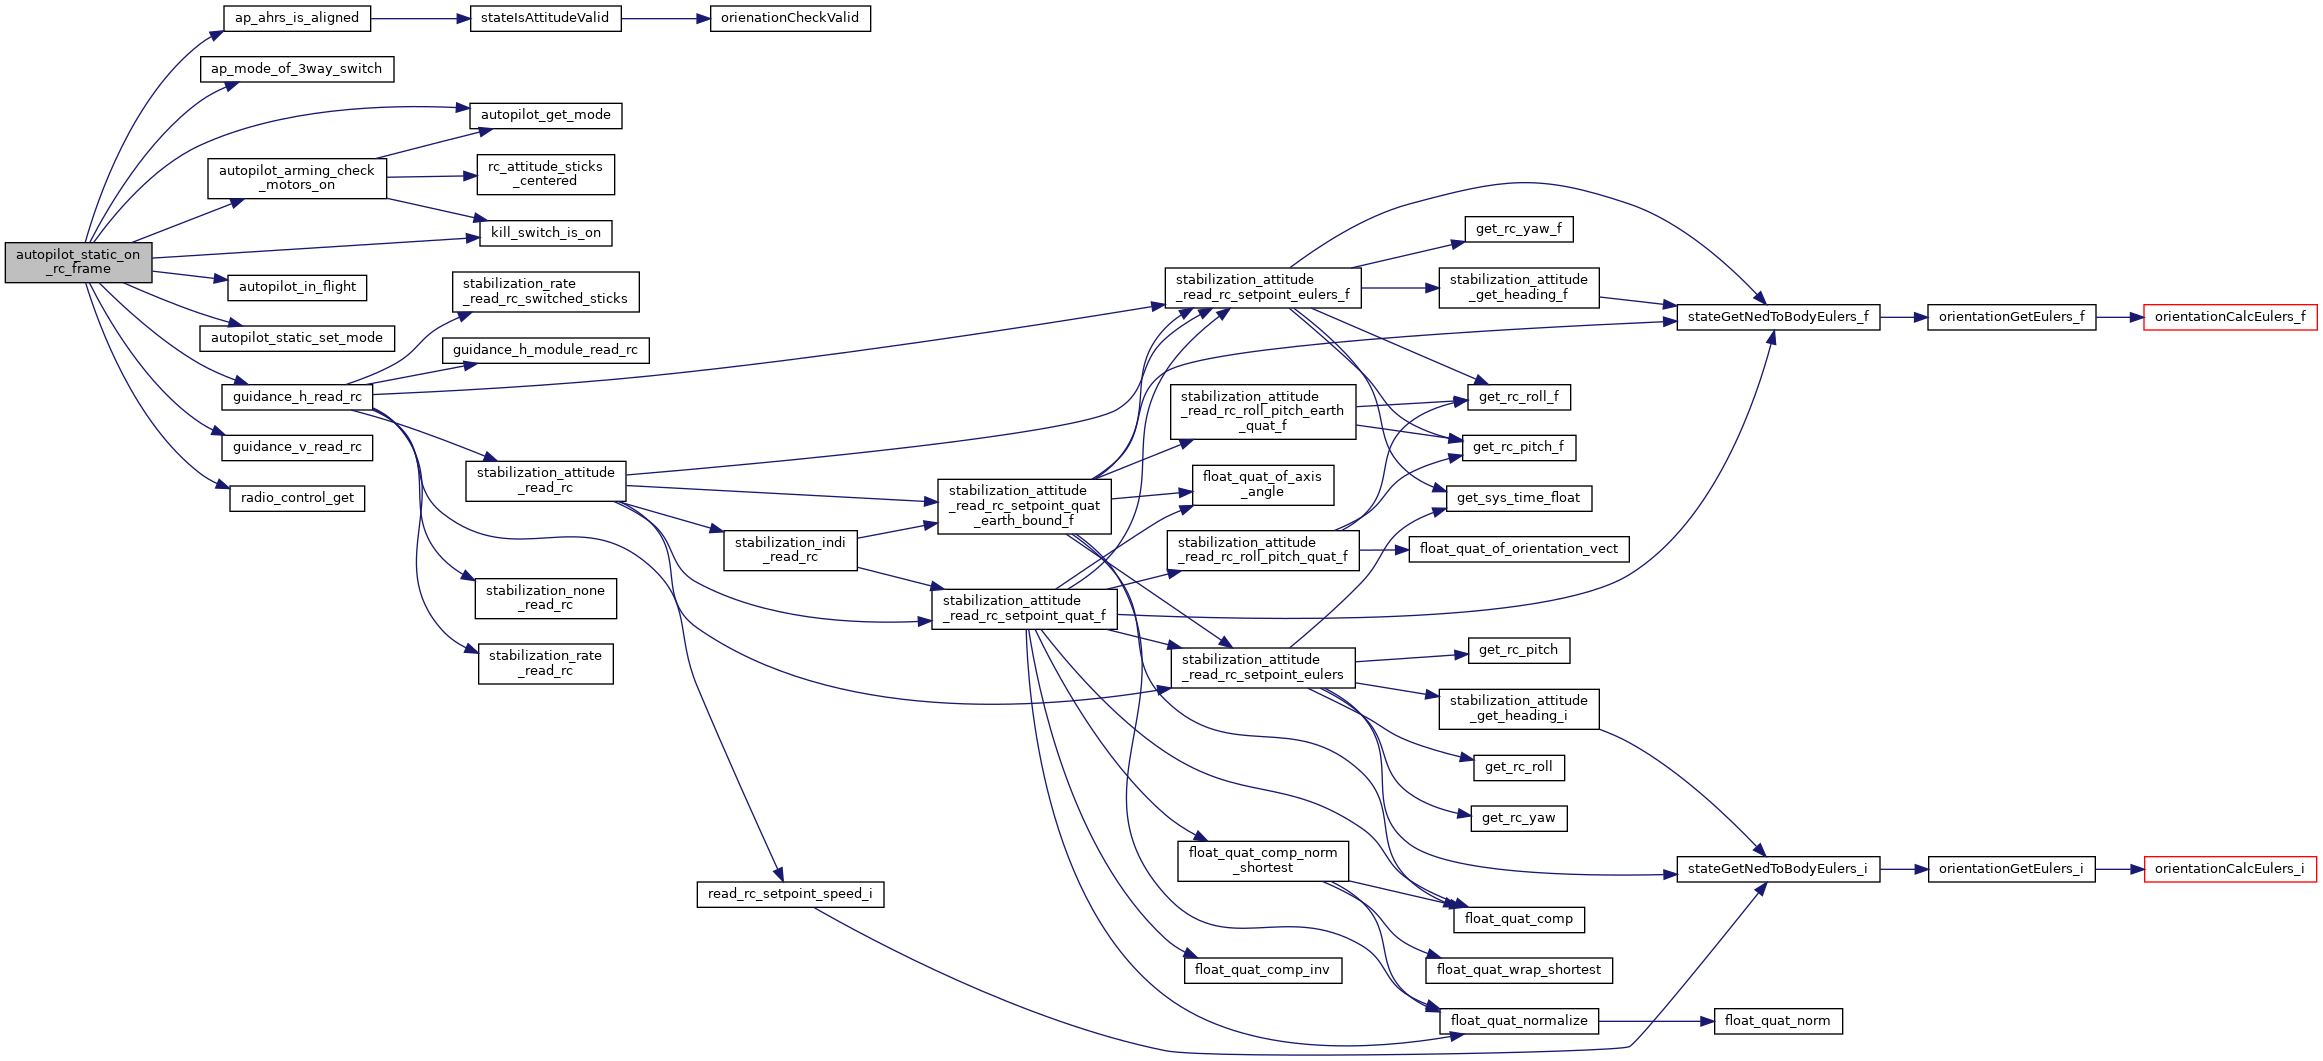 autopilot_static_on
_rc_frame
ap_ahrs_is_aligned
stateIsAttitudeValid
orienationCheckValid
ap_mode_of_3way_switch
autopilot_get_mode
autopilot_arming_check
_motors_on
rc_attitude_sticks
_centered
kill_switch_is_on
autopilot_in_flight
autopilot_static_set_mode
guidance_h_read_rc
guidance_v_read_rc
radio_control_get
stabilization_rate
_read_rc_switched_sticks
guidance_h_module_read_rc
stabilization_attitude
_read_rc
stabilization_none
_read_rc
stabilization_rate
_read_rc
stabilization_indi
_read_rc
read_rc_setpoint_speed_i
stabilization_attitude
_read_rc_setpoint_quat
_earth_bound_f
stabilization_attitude
_read_rc_setpoint_quat_f
stabilization_attitude
_read_rc_setpoint_eulers_f
stabilization_attitude
_read_rc_roll_pitch_earth
_quat_f
float_quat_of_axis
_angle
stabilization_attitude
_read_rc_roll_pitch_quat_f
stabilization_attitude
_read_rc_setpoint_eulers
float_quat_comp_norm
_shortest
float_quat_comp_inv
get_rc_yaw_f
stabilization_attitude
_get_heading_f
get_rc_roll_f
get_rc_pitch_f
get_sys_time_float
float_quat_of_orientation_vect
get_rc_pitch
stabilization_attitude
_get_heading_i
get_rc_roll
get_rc_yaw
float_quat_comp
float_quat_wrap_shortest
float_quat_normalize
float_quat_norm
stateGetNedToBodyEulers_f
orientationGetEulers_f
orientationCalcEulers_f
stateGetNedToBodyEulers_i
orientationGetEulers_i
orientationCalcEulers_i